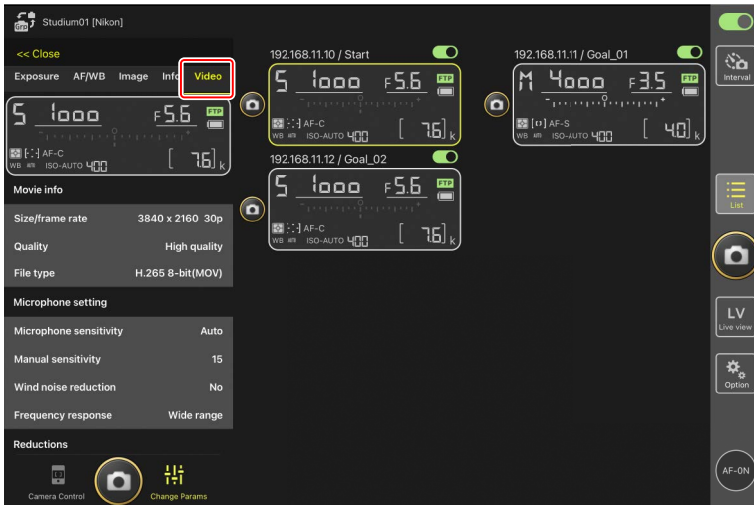 Grp Studium01 [Nikon]
<< Close
Exposure AF/WB Image Info Video
S 1000 F5.6 FTP
AF-C
WB ISO-AUTO 400 [ 7.6] k
Movie info
Size/frame rate 3840 x 2160 30p
Quality High quality
File type H.265 8-bit(MOV)
Microphone setting
Microphone sensitivity Auto
Manual sensitivity 15
Wind noise reduction No
Frequency response Wide range
Reductions
Camera Control
Change Params
192.168.11.10 / Start
S 1000 F5.6 FTP
AF-C
WB ISO-AUTO 400 [ 7.6] k
192.168.11.11 / Goal_01
M 4000 F3.5 FTP
AF-S
WB ISO-AUTO 400 [ 4.0] k
192.168.11.12 / Goal_02
S 1000 F5.6 FTP
AF-C
WB ISO-AUTO 400 [ 7.6] k
Interval
List
LV
Live view
Option
AF-ON